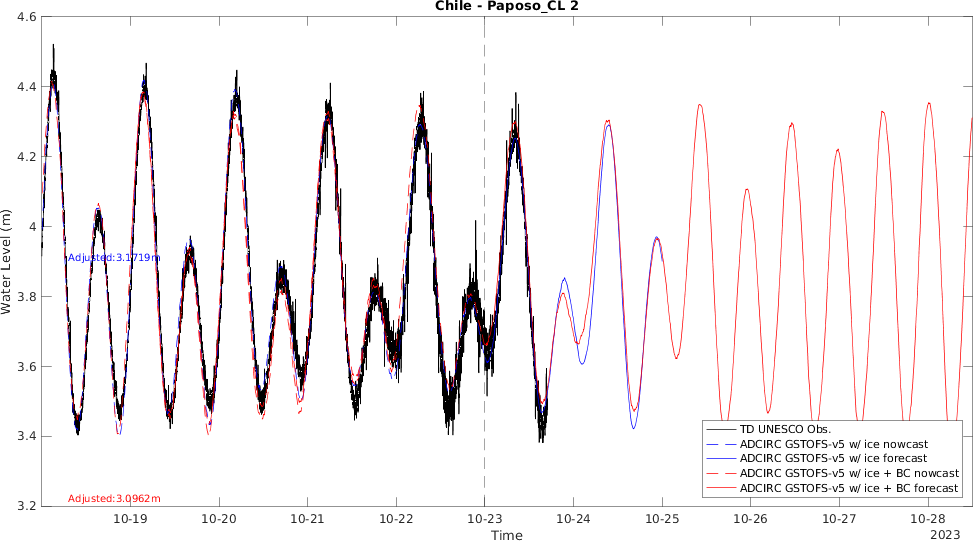 Chile - Paposo_CL 2
4.6
4.4
4.2
4
3.8
3.6
3.4
3.2
Water Level (m)
Adjusted:3.1719m
Adjusted:3.0962m
TD UNESCO Obs.
ADCIRC GSTOFS-v5 w/ ice nowcast
ADCIRC GSTOFS-v5 w/ ice forecast
ADCIRC GSTOFS-v5 w/ ice + BC nowcast
ADCIRC GSTOFS-v5 w/ ice + BC forecast
10-19 10-20 10-21 10-22 10-23 10-24 10-25 10-26 10-27 10-28
2023
Time